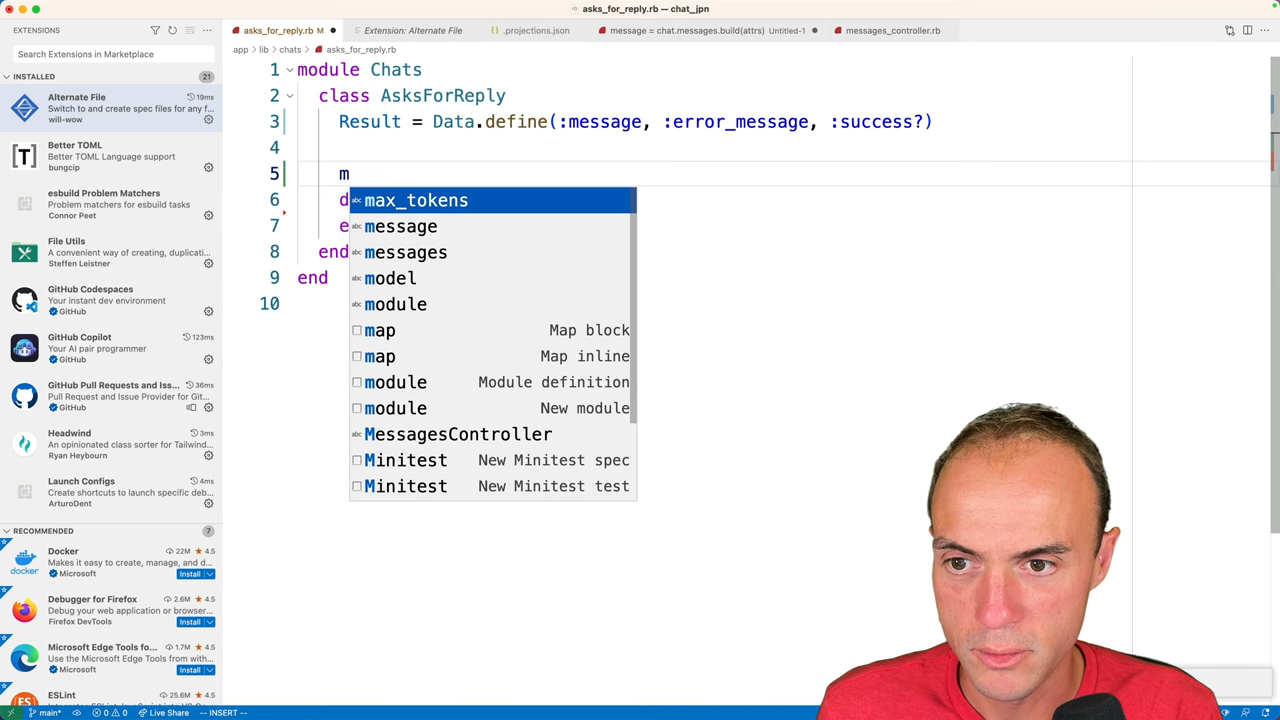 asks_for_reply.rb — chat_jpn
EXTENSIONS
asks_for_reply.rb M
Extension: Alternate File
{} .projections.json
message = chat.messages.build(attrs) Untitled-1
messages_controller.rb
Search Extensions in Marketplace
app > lib > chats > asks_for_reply.rb
INSTALLED 21
Alternate File 19ms
Switch to and create spec files for any f...
will-wow
Better TOML
Better TOML Language support
bungcip
esbuild Problem Matchers
Problem matchers for esbuild tasks
Connor Peet
File Utils
A convenient way of creating, duplicati...
Steffen Leistner
GitHub Codespaces
Your instant dev environment
GitHub
GitHub Copilot 123ms
Your AI pair programmer
GitHub
GitHub Pull Requests and Iss... 36ms
Pull Request and Issue Provider for Git...
GitHub
Headwind 3ms
An opinionated class sorter for Tailwind...
Ryan Heybourn
Launch Configs 4ms
Create shortcuts to launch specific deb...
ArturoDent
RECOMMENDED 7
Docker 22M 4.5
Makes it easy to create, manage, and d...
Microsoft Install
Debugger for Firefox 2.6M 4.5
Debug your web application or browser...
Firefox DevTools Install
Microsoft Edge Tools fo... 1.7M 4.5
Use the Microsoft Edge Tools from with...
Microsoft Install
ESLint 25.6M 4.5
1 module Chats
2 class AsksForReply
3 Result = Data.define(:message, :error_message, :success?)
4
5 m
6 d
7 e
8 end
9 end
10
max_tokens
message
messages
model
module
map Map block
map Map inline
module Module definition
module New module
MessagesController
Minitest New Minitest spec
Minitest New Minitest test
main* 0 0 Live Share -- INSERT --